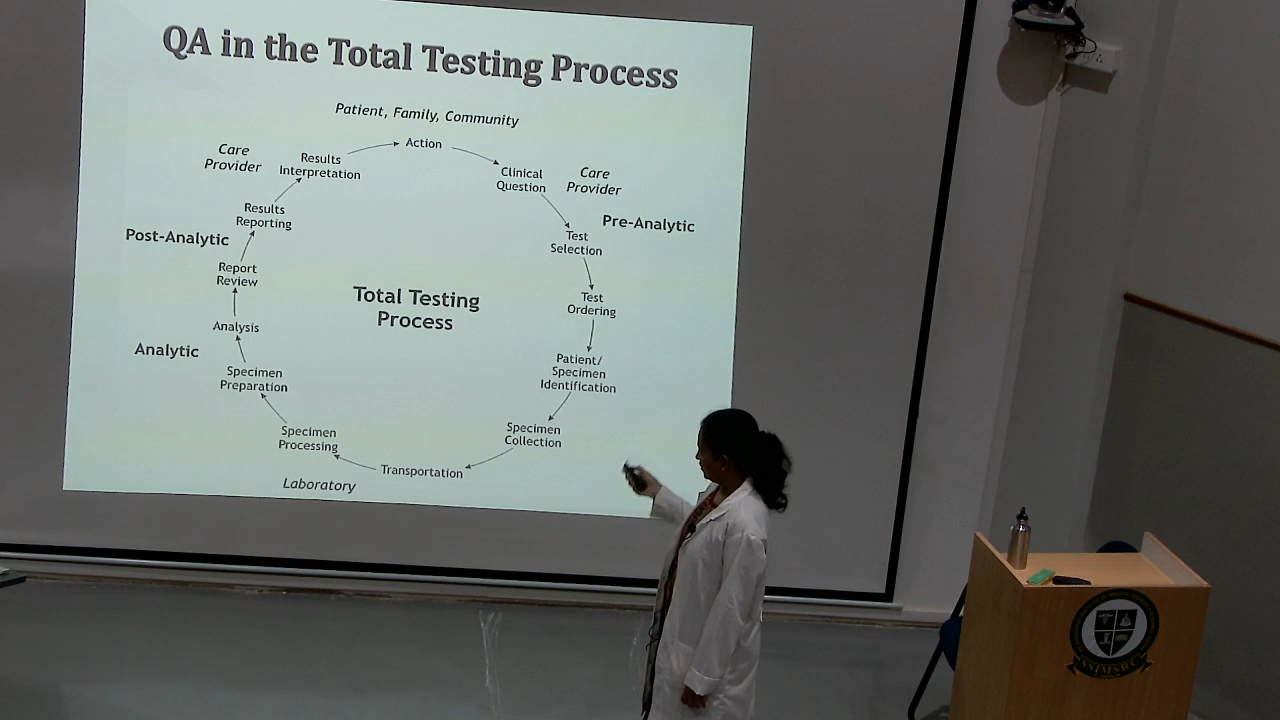 QA in the Total Testing Process
Patient, Family, Community
Action
Clinical
Question
Care
Provider
Pre-Analytic
Test
Selection
Test
Ordering
Patient/
Specimen
Identification
Specimen
Collection
Transportation
Laboratory
Specimen
Processing
Specimen
Preparation
Analytic
Analysis
Report
Review
Post-Analytic
Results
Reporting
Results
Interpretation
Care
Provider
Total Testing
Process
SSIMSRC